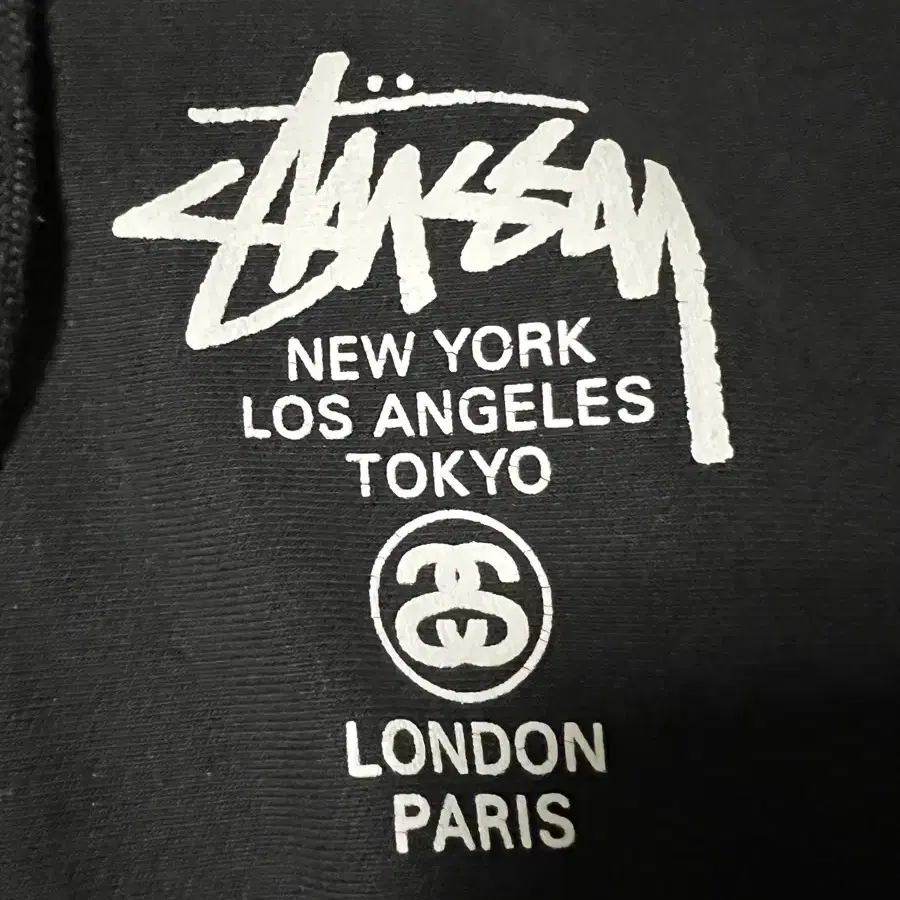 Stüssy
NEW YORK
LOS ANGELES
TOKYO
LONDON
PARIS